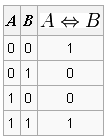 A B A ⇔ B
0 0 1
0 1 0
1 0 0
1 1 1